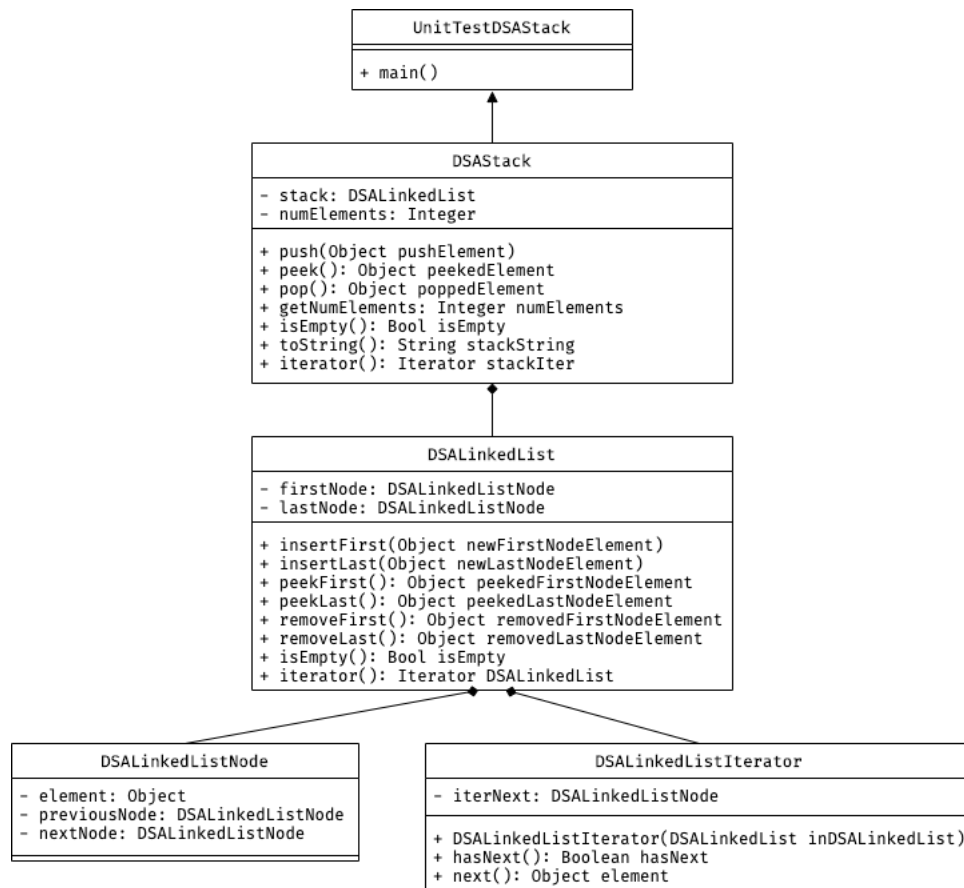 UnitTestDSAStack
+ main()
DSAStack
- stack: DSALinkedList
- numElements: Integer
+ push(Object pushElement)
+ peek(): Object peekedElement
+ pop(): Object poppedElement
+ getNumElements: Integer numElements
+ isEmpty(): Bool isEmpty
+ toString(): String stackString
+ iterator(): Iterator stackIter
DSALinkedList
- firstNode: DSALinkedListNode
- lastNode: DSALinkedListNode
+ insertFirst(Object newFirstNodeElement)
+ insertLast(Object newLastNodeElement)
+ peekFirst(): Object peekedFirstNodeElement
+ peekLast(): Object peekedLastNodeElement
+ removeFirst(): Object removedFirstNodeElement
+ removeLast(): Object removedLastNodeElement
+ isEmpty(): Bool isEmpty
+ iterator(): Iterator DSALinkedList
DSALinkedListNode
- element: Object
- previousNode: DSALinkedListNode
- nextNode: DSALinkedListNode
DSALinkedListIterator
- iterNext: DSALinkedListNode
+ DSALinkedListIterator(DSALinkedList inDSALinkedList)
+ hasNext(): Boolean hasNext
+ next(): Object element